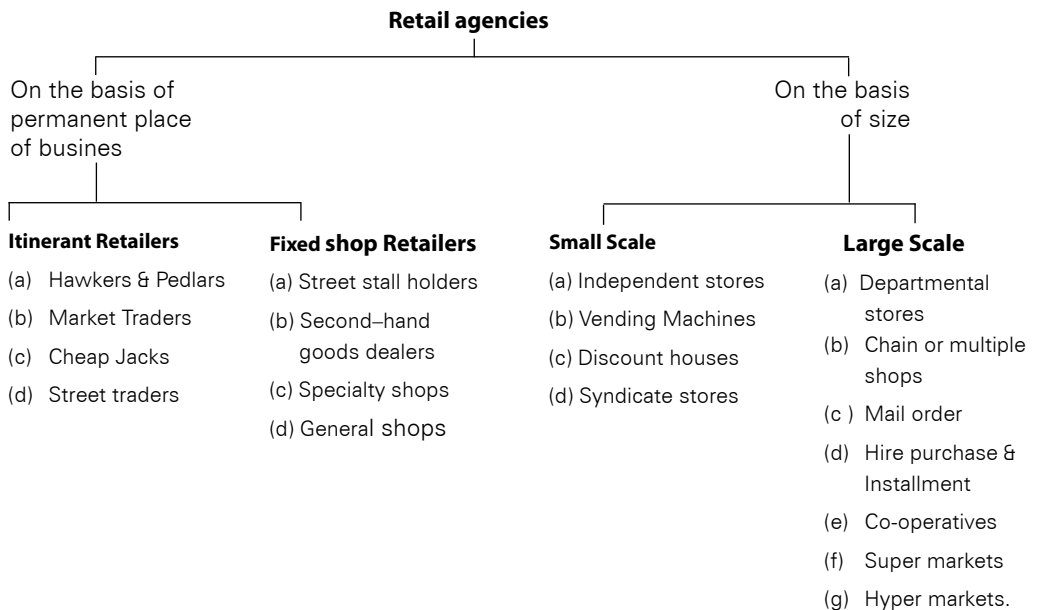 Retail agencies
On the basis of
permanent place
of busines
On the basis
of size
Itinerant Retailers
(a) Hawkers & Pedlars
(b) Market Traders
(c) Cheap Jacks
(d) Street traders
Fixed shop Retailers
(a) Street stall holders
(b) Second–hand
goods dealers
(c) Specialty shops
(d) General shops
Small Scale
(a) Independent stores
(b) Vending Machines
(c) Discount houses
(d) Syndicate stores
Large Scale
(a) Departmental
stores
(b) Chain or multiple
shops
(c ) Mail order
(d) Hire purchase &
Installment
(e) Co-operatives
(f) Super markets
(g) Hyper markets.